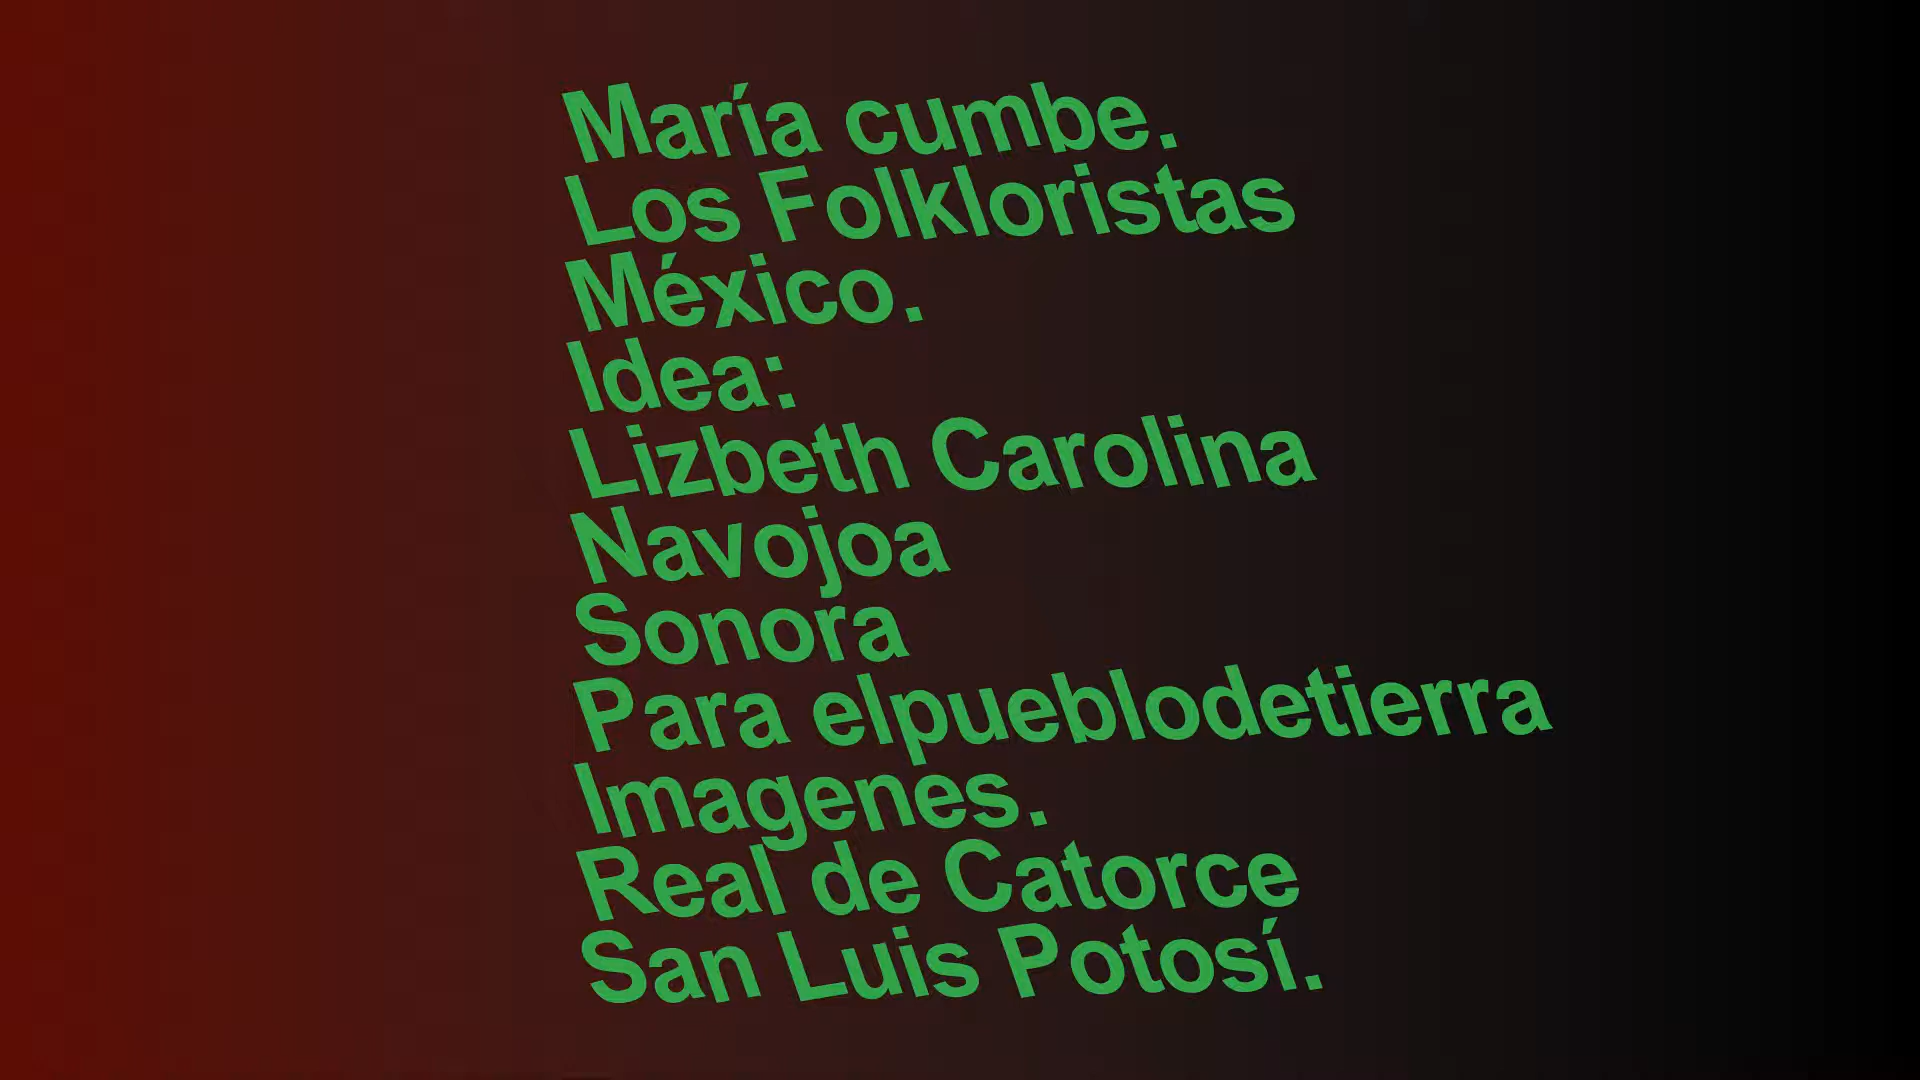 María cumbe.
Los Folkloristas
México.
Idea:
Lizbeth Carolina
Navojoa
Sonora
Para elpueblodetierra
Imagenes.
Real de Catorce
San Luis Potosí.